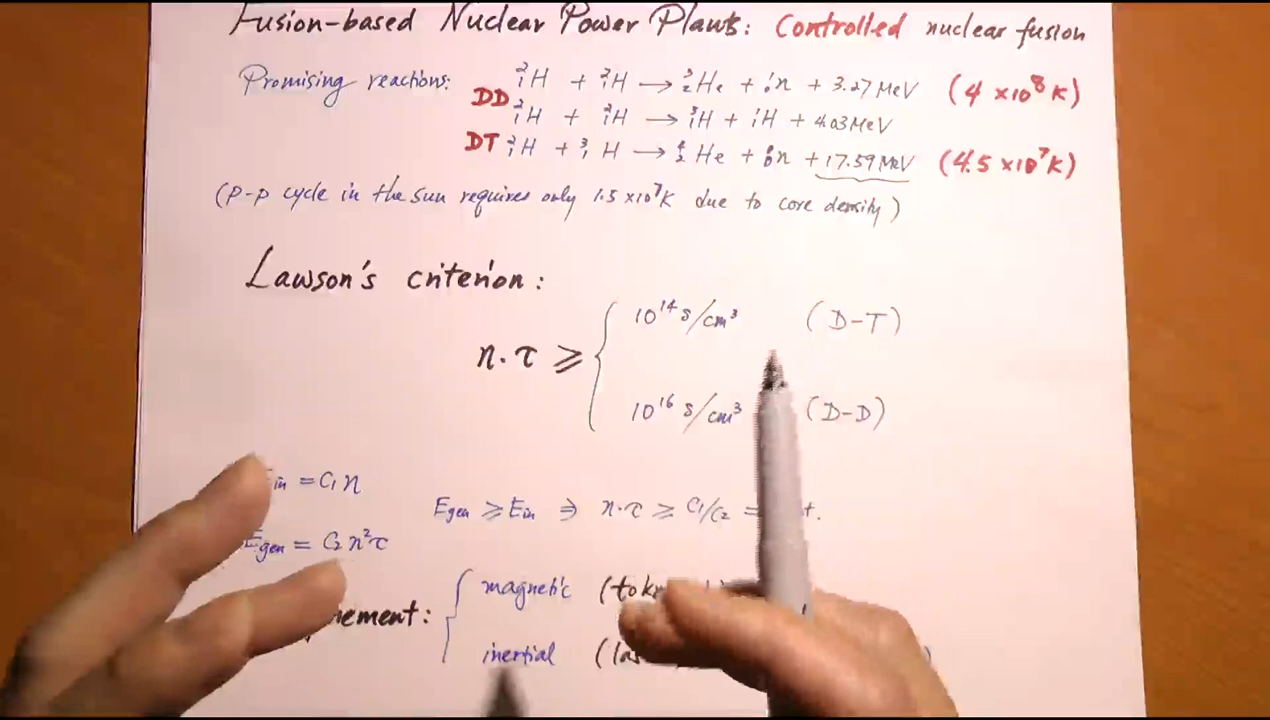 Fusion-based Nuclear Power Plants: Controlled nuclear fusion
Promising reactions: DD ²₁H + ²₁H → ³₂He + ¹₀n + 3.27 MeV (4 ×10⁸ K)
²₁H + ²₁H → ³₁H + ¹₁H + 4.03 MeV
DT ²₁H + ³₁H → ⁴₂He + ¹₀n + 17.59 MeV (4.5 ×10⁷ K)
(P-P cycle in the sun requires only 1.5 ×10⁷K due to core density)
Lawson's criterion:
10¹⁴ s/cm³ (D-T)
n·τ ≥ {
10¹⁶ s/cm³ (D-D)
= C₁n
Egen ≥ Ein ⇒ n·τ ≥ C₁/C₂ =
Egen = C₂n²τ
magnetic
inertial